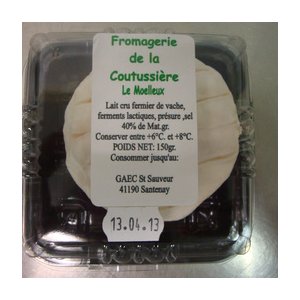 Fromagerie
de la
Coutussière
Le Moelleux
Lait cru fermier de vache,
ferments lactiques, présure ,sel
40% de Mat.gr.
Conserver entre +6°C. et +8°C.
POIDS NET: 150gr.
Consommer jusqu'au:
GAEC St Sauveur
41190 Santenay
13.04.13